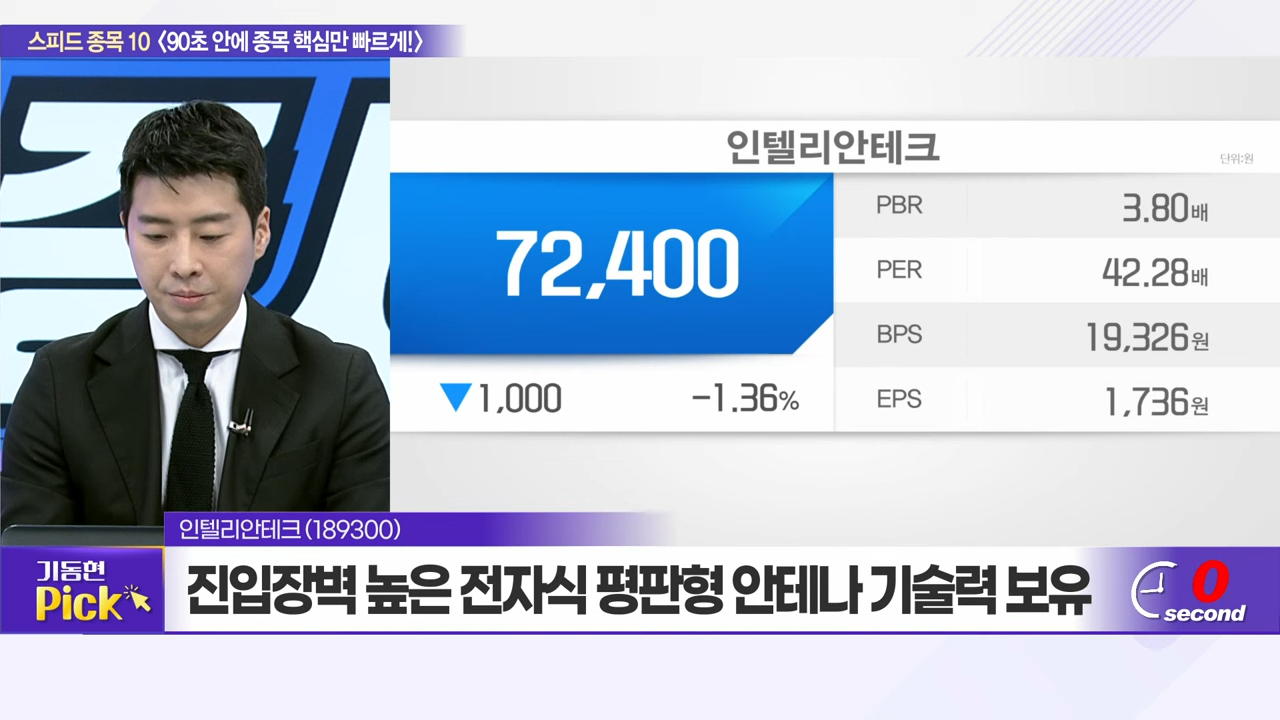 스피드 종목 10 〈90초 안에 종목 핵심만 빠르게!〉
인텔리안테크
단위:원
72,400
▼1,000 -1.36%
PBR 3.80배
PER 42.28배
BPS 19,326원
EPS 1,736원
인텔리안테크(189300)
기동현
Pick
진입장벽 높은 전자식 평판형 안테나 기술력 보유
0
second